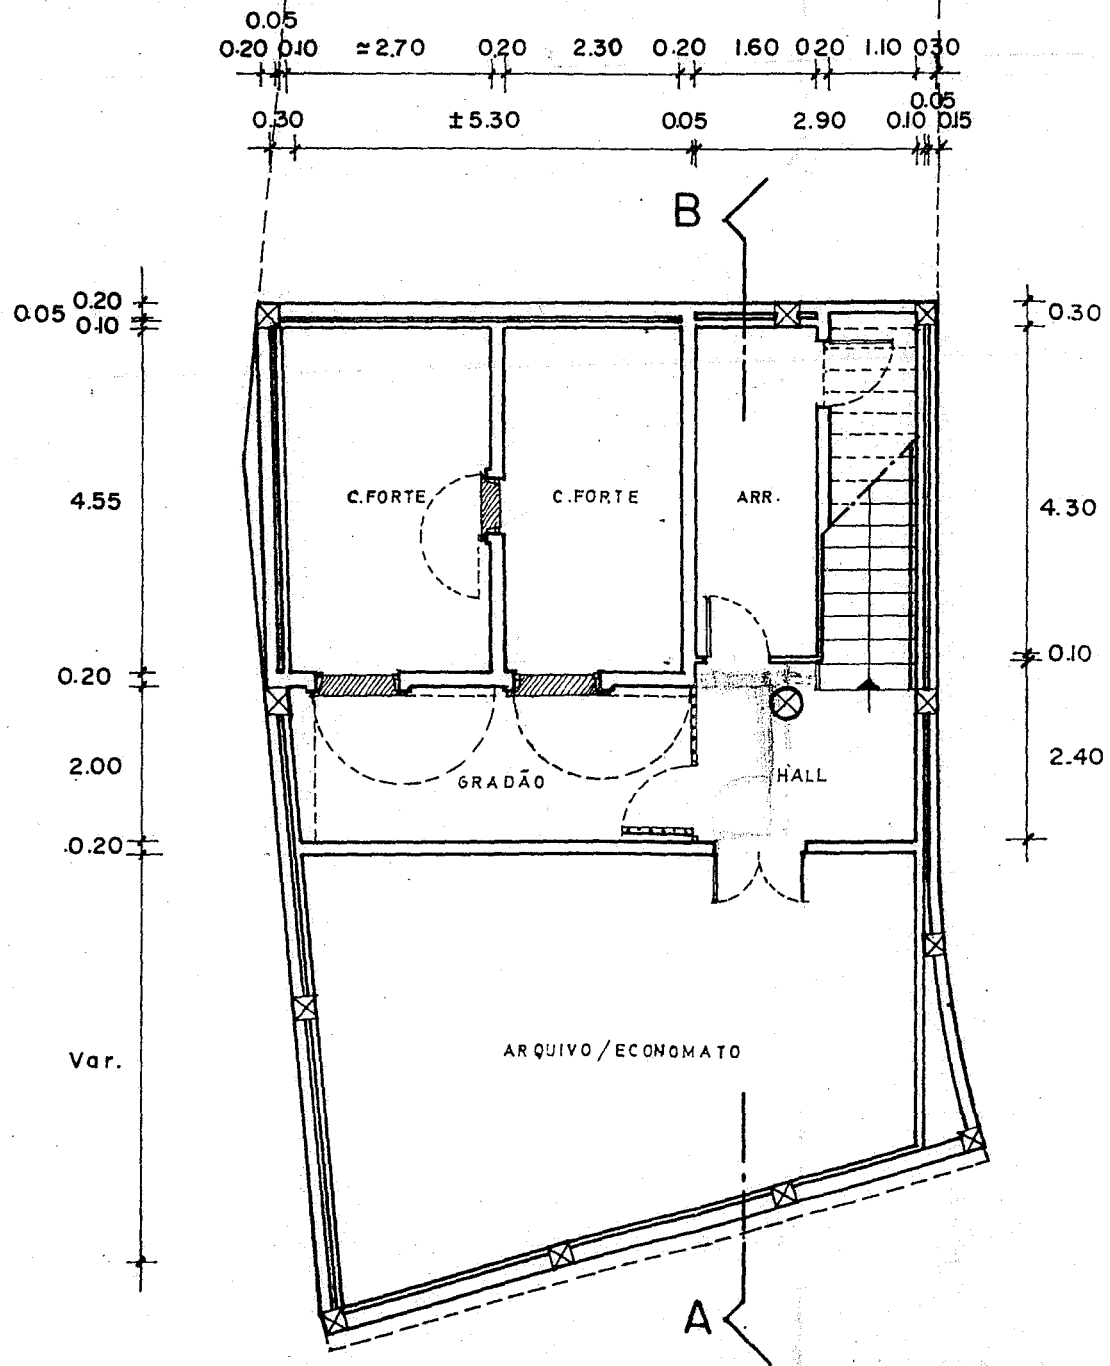 0.05
0.20 0.10 ≈2,70 0,20 2.30 0.20 1.60 0.20 1.10 0.30
0.05
0.30 ±5.30 0.05 2.90 0.10 0.15
B
0.20
0.05
0.10
0.30
C.FORTE C.FORTE ARR.
4.55
4.30
0.20
0.10
2.00
GRADÃO HALL
2.40
0.20
ARQUIVO/ECONOMATO
Var.
A